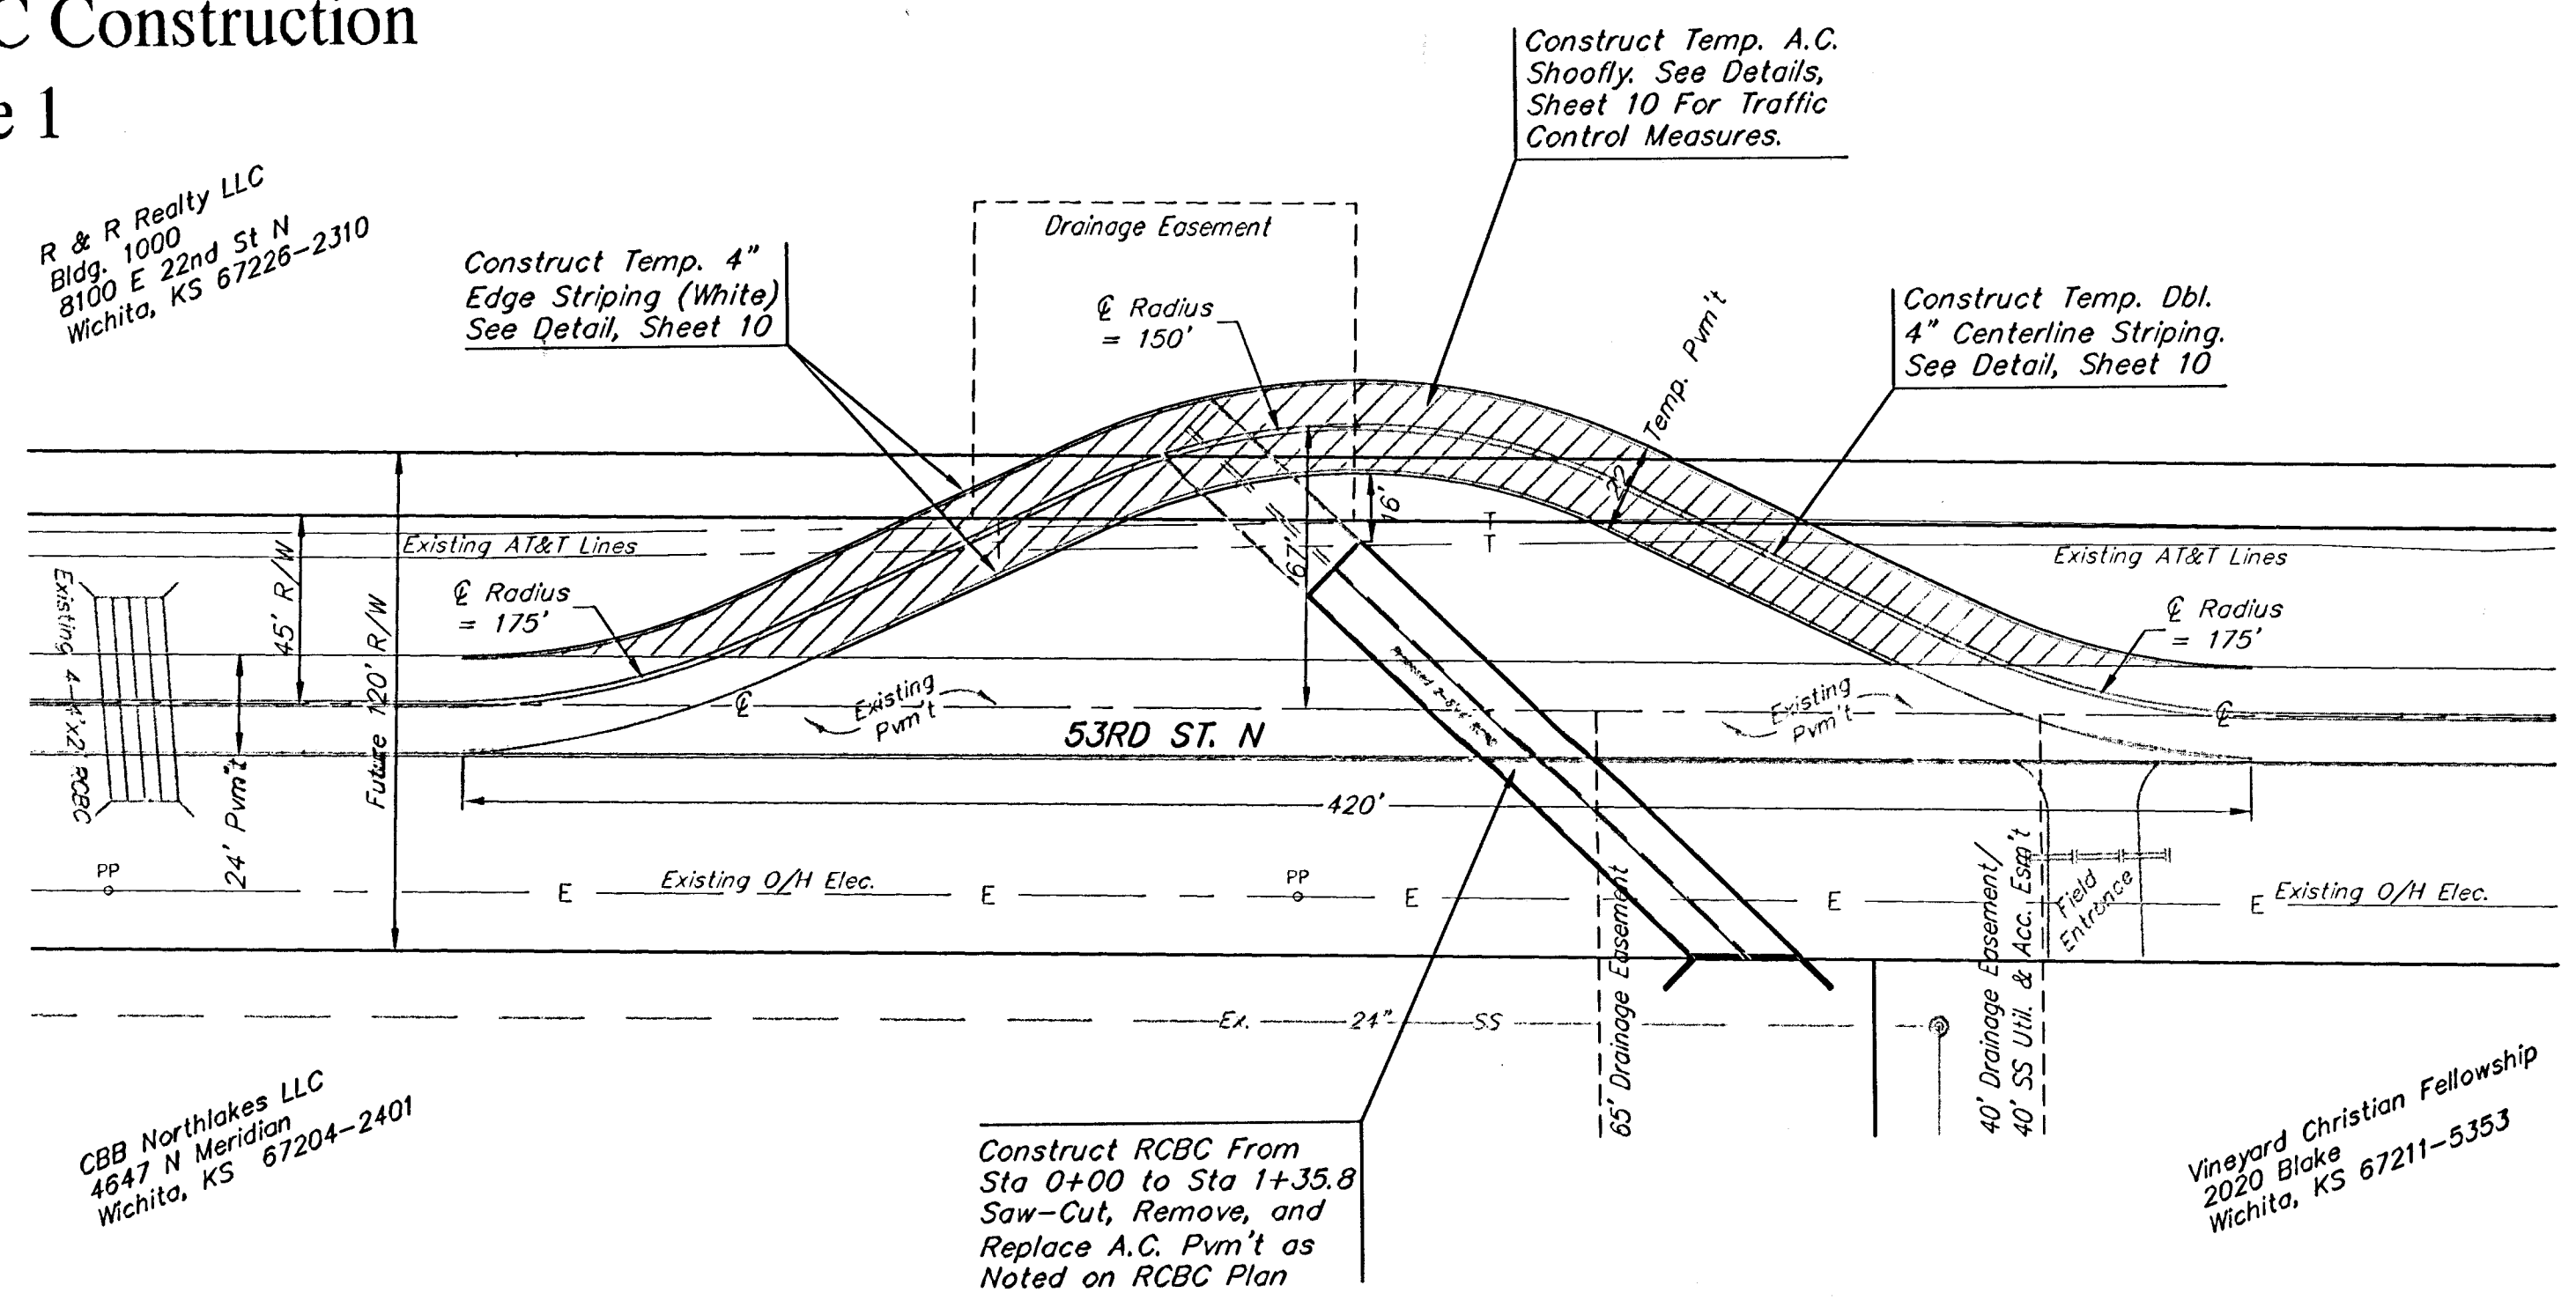 C Construction
e 1
R & R Realty LLC
Bldg. 1000
8100 E 22nd St N
Wichita, KS 67226-2310
Construct Temp. 4"
Edge Striping (White)
See Detail, Sheet 10
Drainage Easement
℄ Radius
= 150'
Construct Temp. A.C.
Shoofly. See Details,
Sheet 10 For Traffic
Control Measures.
Temp. Pvm't
22'
Construct Temp. Dbl.
4" Centerline Striping.
See Detail, Sheet 10
Existing AT&T Lines
T
T
T
16'
67'
Existing AT&T Lines
Existing 4-4'x2' RCBC
45' R/W
24' Pvm't
Future 120' R/W
℄ Radius
= 175'
℄ Radius
= 175'
℄
Existing
Pvm't
53RD ST. N
Existing
Pvm't
℄
420'
PP
E
Existing O/H Elec.
E
PP
E
E
E
Existing O/H Elec.
65' Drainage Easement
40' Drainage Easement/
40' SS Util. & Acc. Esm't
Field
Entrance
Ex.
24"
SS
CBB Northlakes LLC
4647 N Meridian
Wichita, KS 67204-2401
Construct RCBC From
Sta 0+00 to Sta 1+35.8
Saw-Cut, Remove, and
Replace A.C. Pvm't as
Noted on RCBC Plan
Vineyard Christian Fellowship
2020 Blake
Wichita, KS 67211-5353